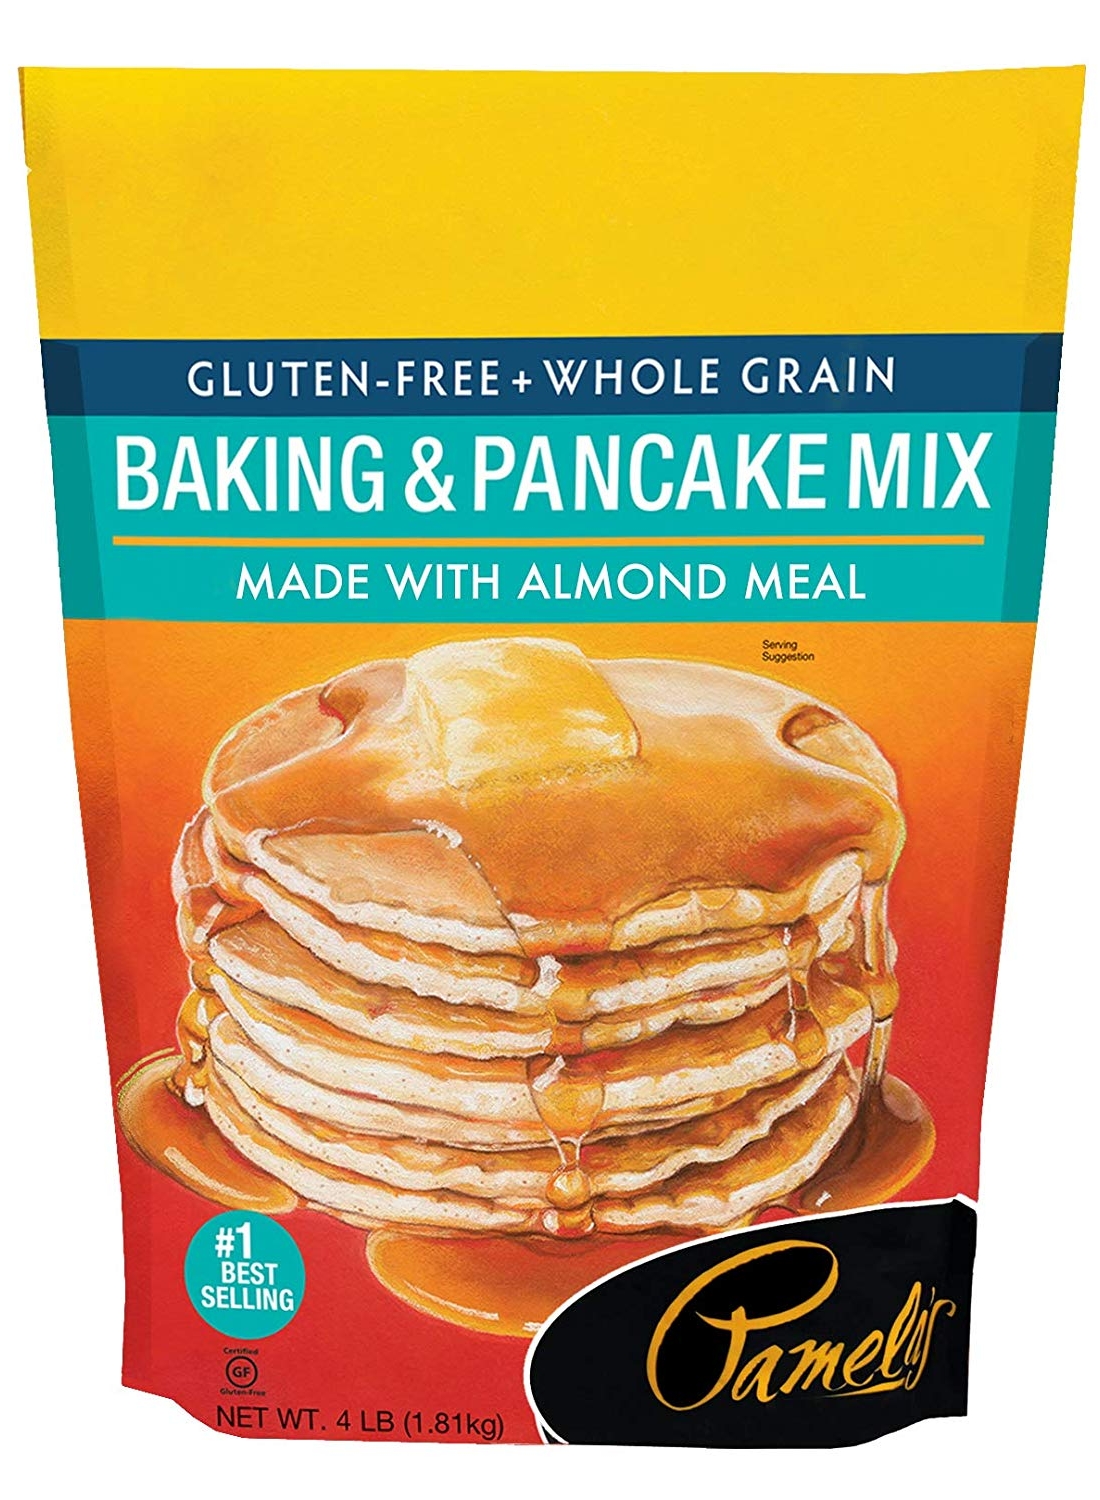 GLUTEN-FREE + WHOLE GRAIN
BAKING & PANCAKE MIX
MADE WITH ALMOND MEAL
Serving
Suggestion
#1
BEST
SELLING
Certified
GF
Gluten-Free
NET WT. 4 LB (1.81kg)
Pamela's